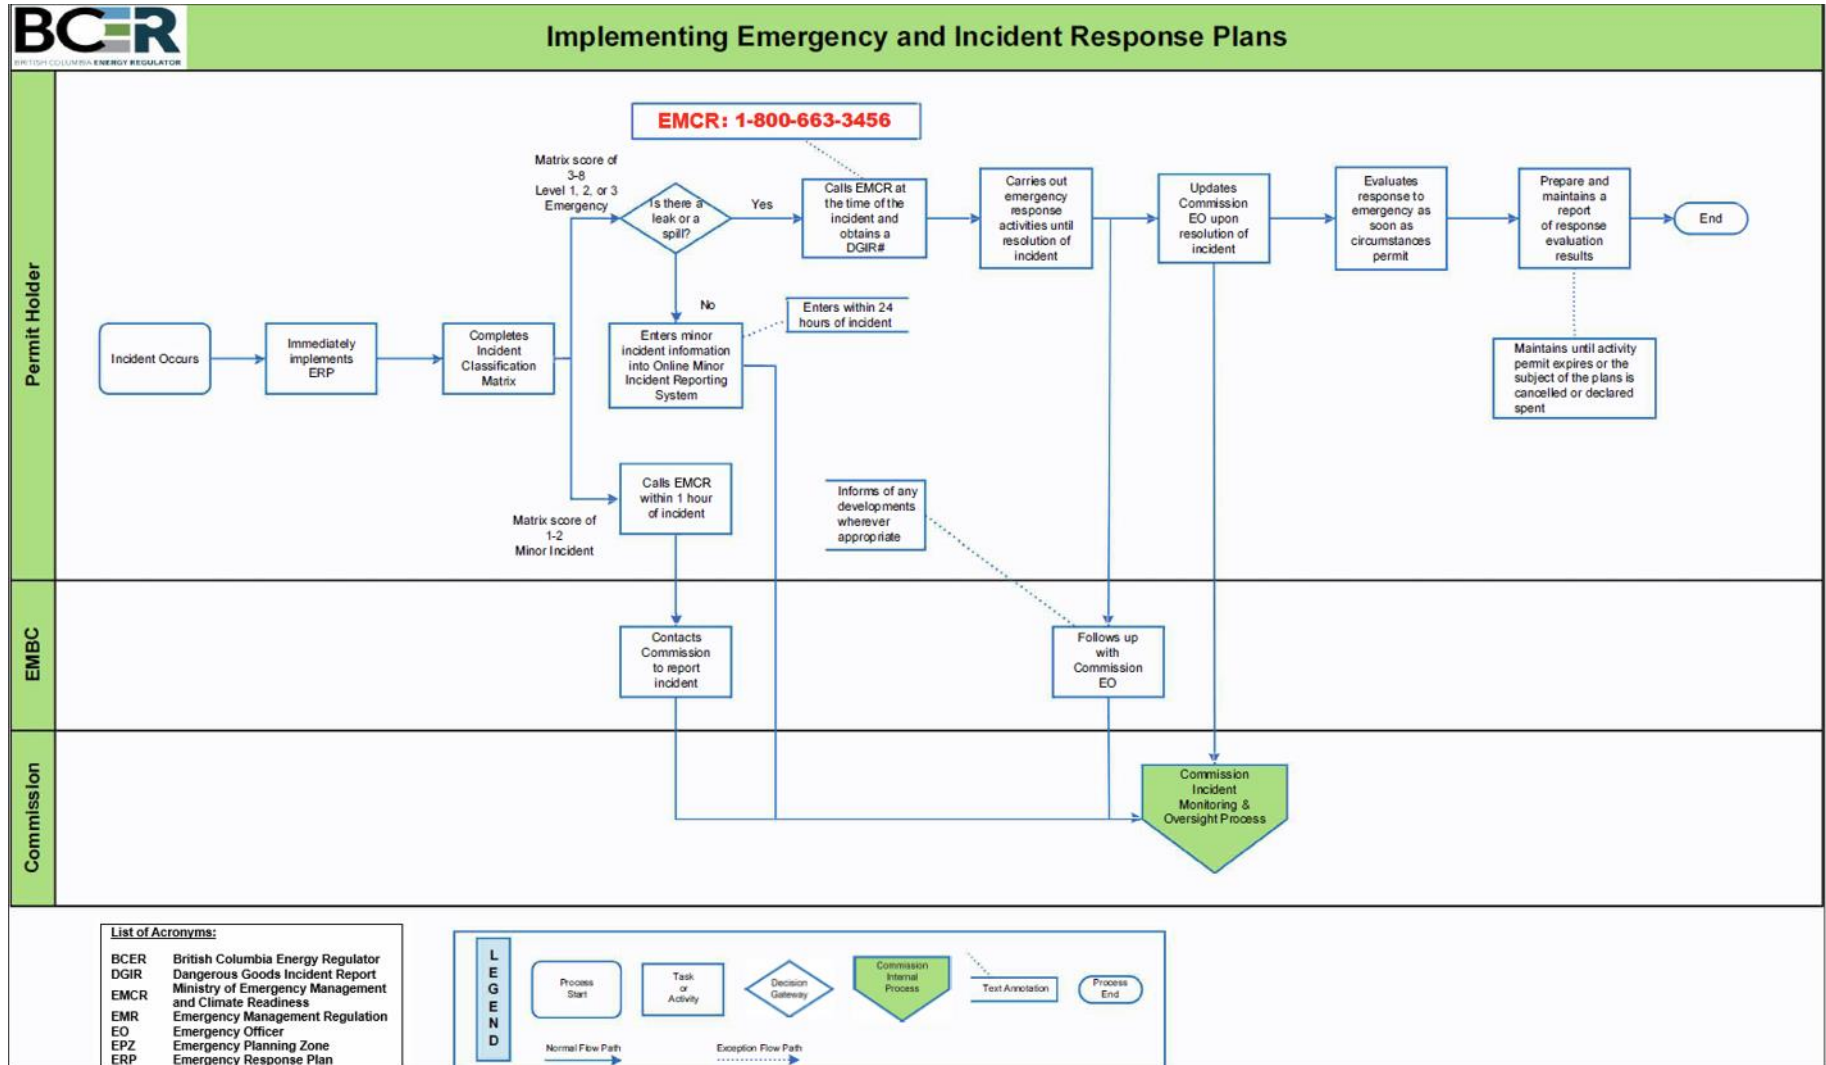 BCER
BRITISH COLUMBIA ENERGY REGULATOR
Implementing Emergency and Incident Response Plans
Permit Holder
EMCR: 1-800-663-3456
Matrix score of
3-8
Level 1, 2, or 3
Emergency
Is there a
leak or a
spill?
Yes
Calls EMCR at
the time of the
incident and
obtains a
DGIR#
Carries out
emergency
response
activities until
resolution of
incident
Updates
Commission
EO upon
resolution of
incident
Evaluates
response to
emergency as
soon as
circumstances
permit
Prepare and
maintains a
report
of response
evaluation
results
End
No
Enters within 24
hours of incident
Incident Occurs
Immediately
implements
ERP
Completes
Incident
Classification
Matrix
Enters minor
incident information
into Online Minor
Incident Reporting
System
Maintains until activity
permit expires or the
subject of the plans is
cancelled or declared
spent
Calls EMCR
within 1 hour
of incident
Matrix score of
1-2
Minor Incident
Informs of any
developments
wherever
appropriate
EMBC
Contacts
Commission
to report
incident
Follows up
with
Commission
EO
Commission
Commission
Incident
Monitoring &
Oversight Process
List of Acronyms:
BCER British Columbia Energy Regulator
DGIR Dangerous Goods Incident Report
EMCR Ministry of Emergency Management
and Climate Readiness
EMR Emergency Management Regulation
EO Emergency Officer
EPZ Emergency Planning Zone
ERP Emergency Response Plan
LEGEND
Process
Start
Task
or
Activity
Decision
Gateway
Commission
Internal
Process
Text Annotation
Process
End
Normal Flow Path
Exception Flow Path